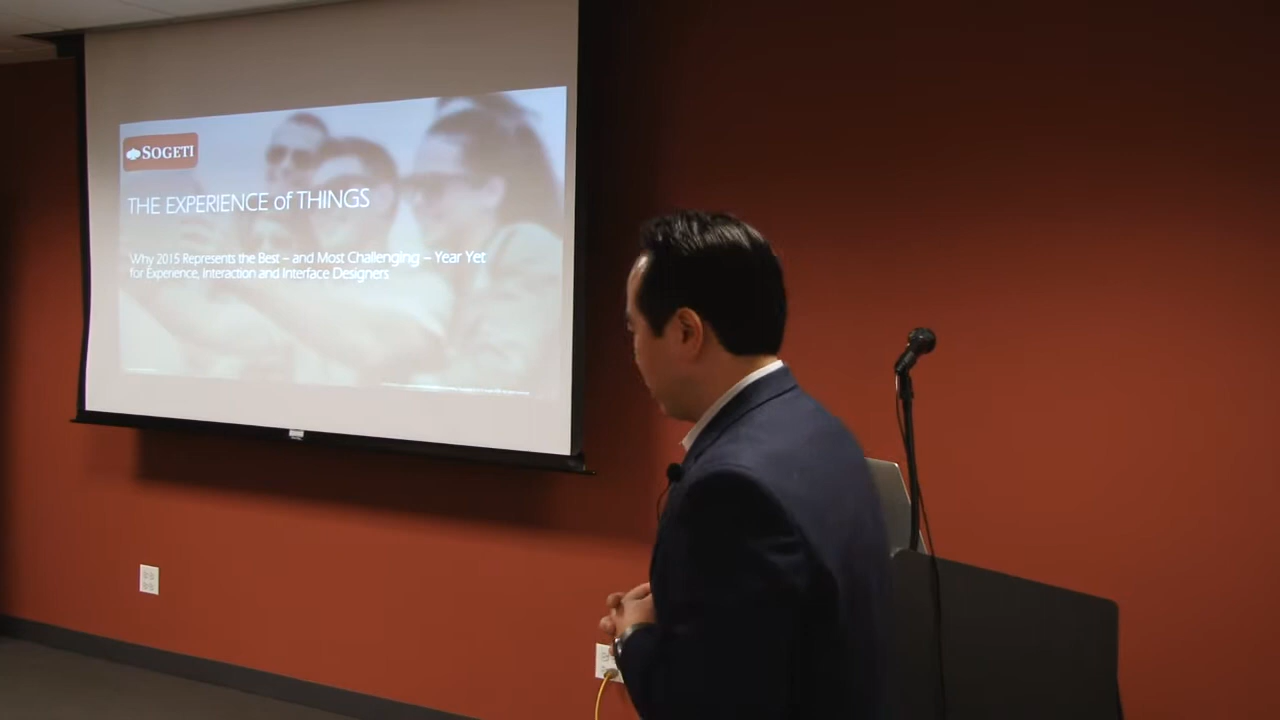 SOGETI
THE EXPERIENCE of THINGS
Why 2015 Represents the Best – and Most Challenging – Year Yet
for Experience, Interaction and Interface Designers